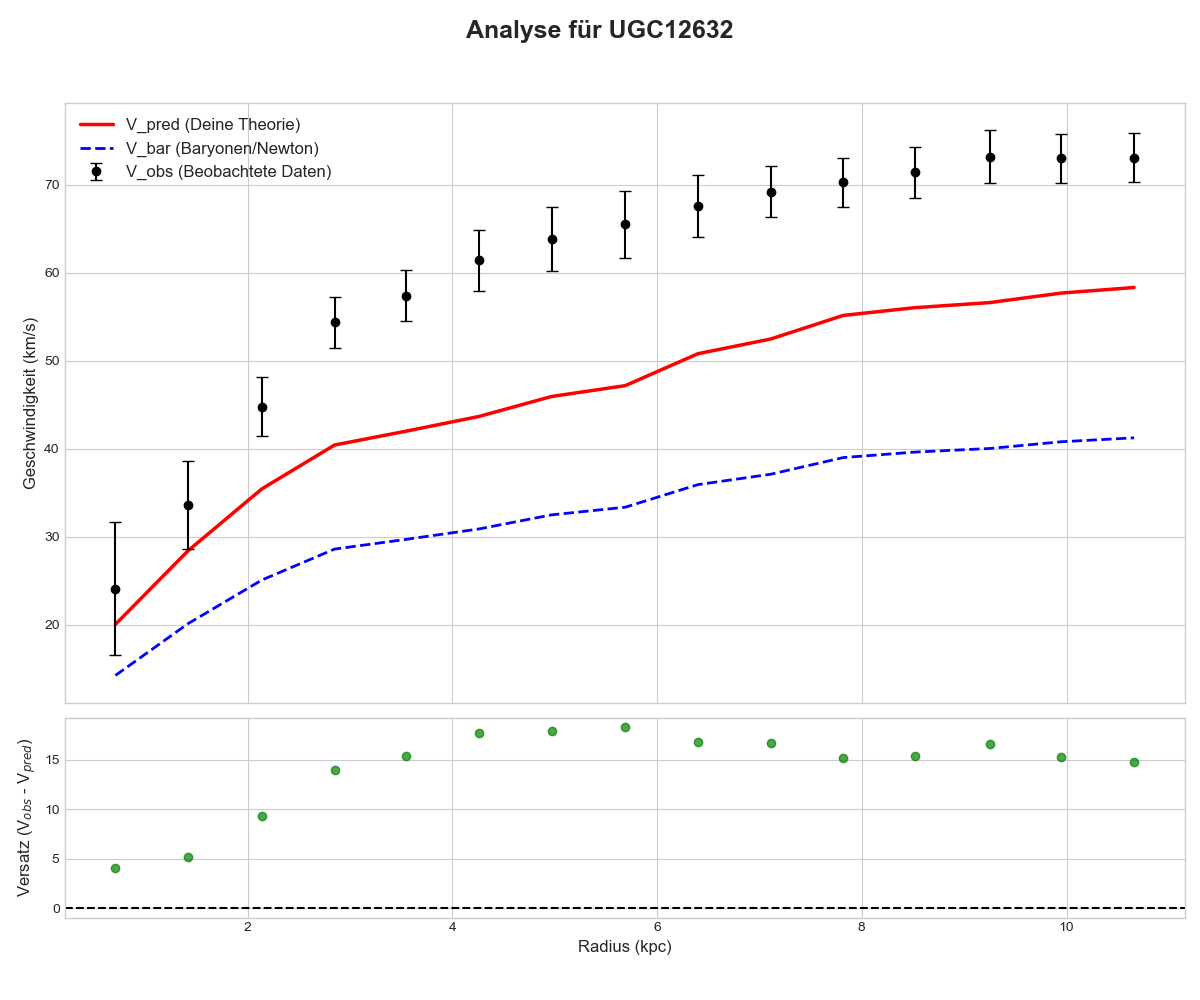 Analyse für UGC12632
V_pred (Deine Theorie)
V_bar (Baryonen/Newton)
V_obs (Beobachtete Daten)
Geschwindigkeit (km/s)
70
60
50
40
30
20
Versatz (V_obs - V_pred)
15
10
5
0
2 4 6 8 10
Radius (kpc)